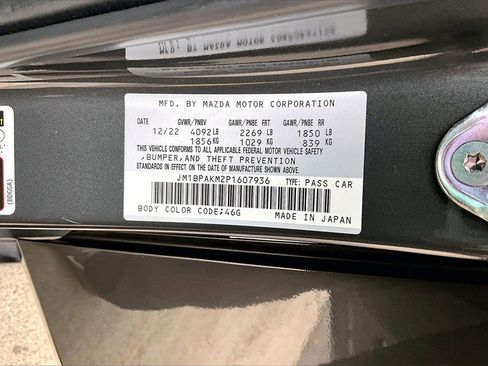 MFD. BY MAZDA MOTOR CORPORATION
DATE GVWR/PNBV GAWR/PNBE FRT GAWR/PNBE RR
12/22 4092LB 2269 LB 1850 LB
1856KG 1029 KG 839 KG
THIS VEHICLE CONFORMS TO ALL APPLICABLE FEDERAL MOTOR VEHICLE SAFETY
,BUMPER,AND THEFT PREVENTION
STANDARDS IN EFFECT ON THE DATE OF MANUFACTURE SHOWN ABOVE.
JM1BPAKM2P1607936 TYPE: PASS CAR
BODY COLOR CODE:46G MADE IN JAPAN
(BDGGA)